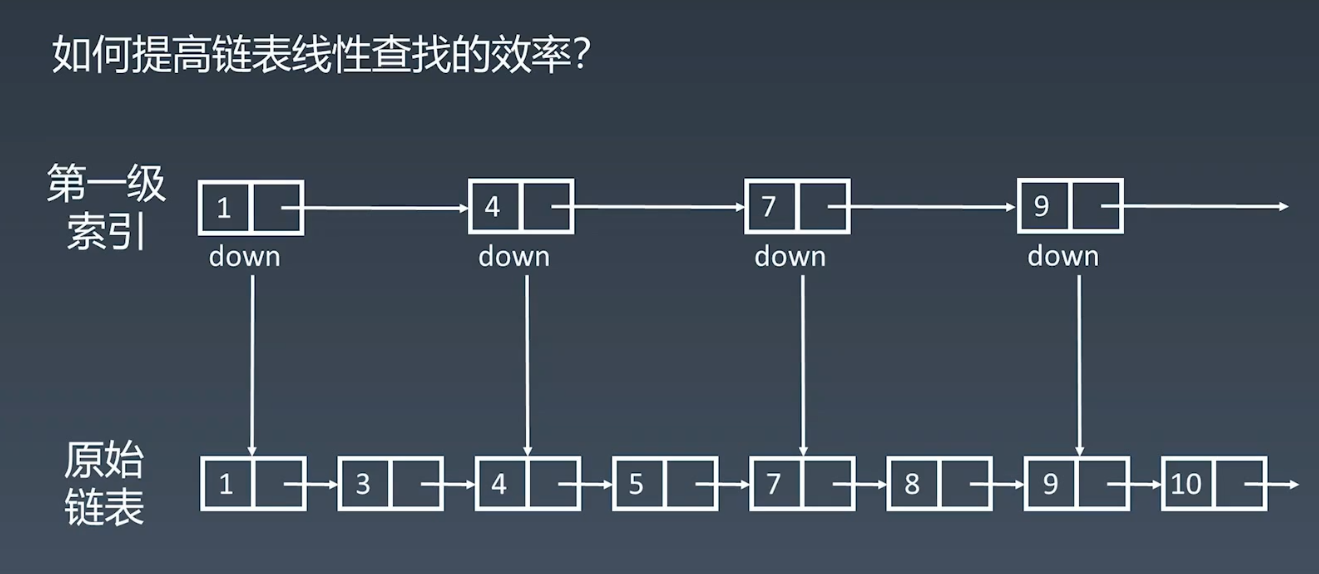 如何提高链表线性查找的效率？
第一级
索引
1 4 7 9
down down down down
原始
链表
1 3 4 5 7 8 9 10